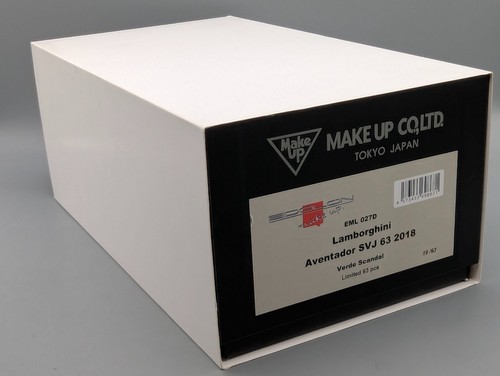 Make
UP
MAKE UP CO.,LTD.
TOKYO JAPAN
EML 027D
Lamborghini
Aventador SVJ 63 2018
Verde Scandal
Limited 63 pcs